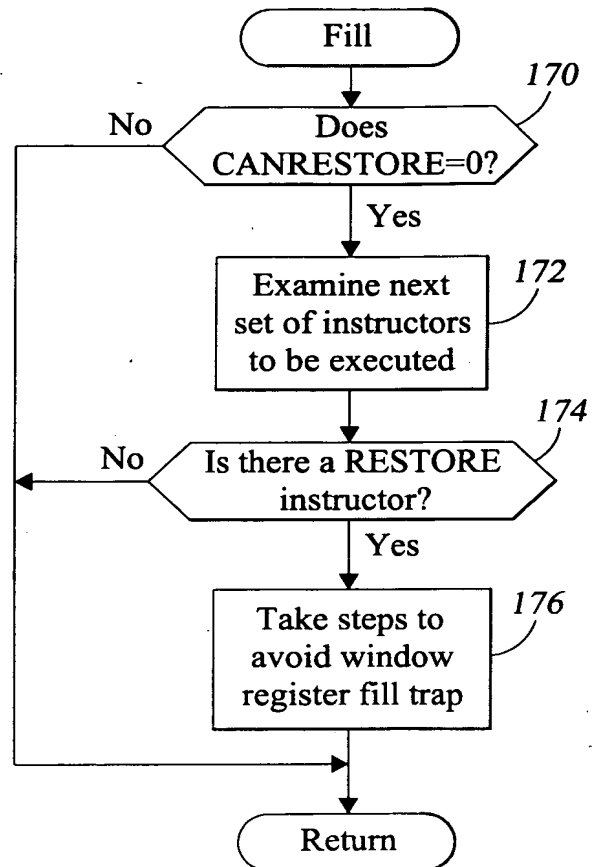 Fill
170
No
Does
CANRESTORE=0?
Yes
172
Examine next
set of instructors
to be executed
174
No
Is there a RESTORE
instructor?
Yes
176
Take steps to
avoid window
register fill trap
Return